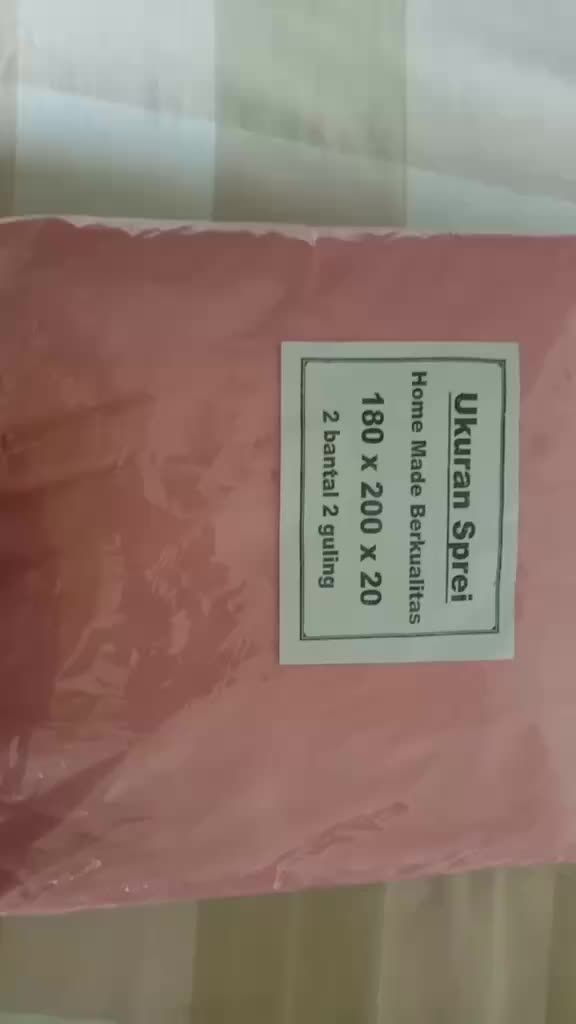 Ukuran Sprei
Home Made Berkualitas
180 x 200 x 20
2 bantal 2 guling